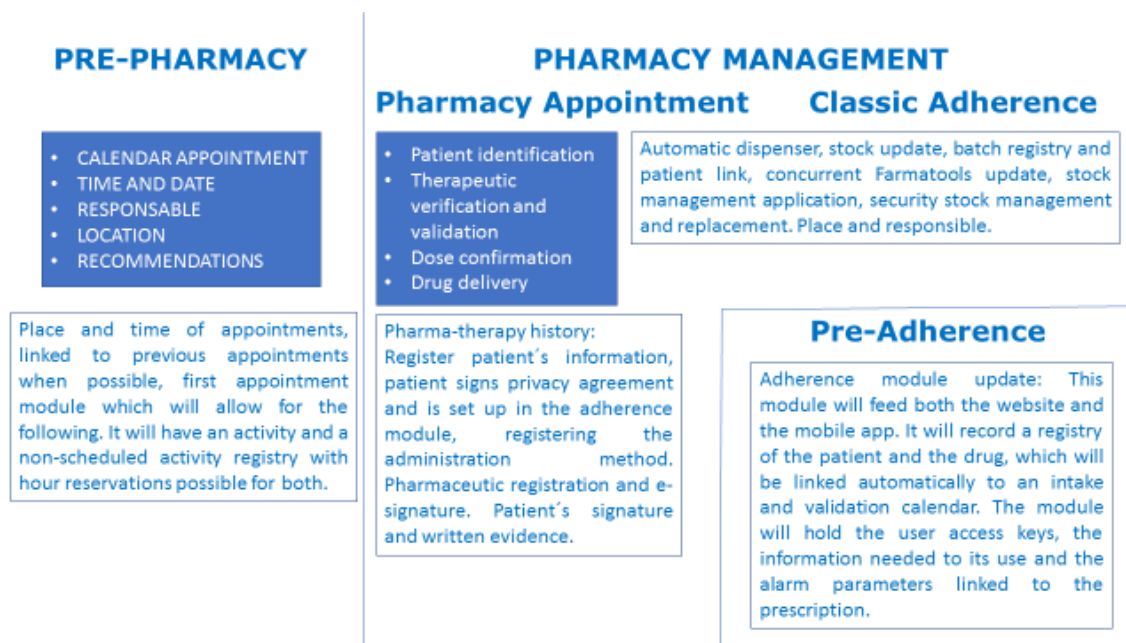 PRE-PHARMACY
• CALENDAR APPOINTMENT
• TIME AND DATE
• RESPONSABLE
• LOCATION
• RECOMMENDATIONS
Place and time of appointments,
linked to previous appointments
when possible, first appointment
module which will allow for the
following. It will have an activity and a
non-scheduled activity registry with
hour reservations possible for both.
PHARMACY MANAGEMENT
Pharmacy Appointment
• Patient identification
• Therapeutic
verification and
validation
• Dose confirmation
• Drug delivery
Pharma-therapy history:
Register patient´s information,
patient signs privacy agreement
and is set up in the adherence
module, registering the
administration method.
Pharmaceutic registration and e-
signature. Patient´s signature
and written evidence.
Classic Adherence
Automatic dispenser, stock update, batch registry and
patient link, concurrent Farmatools update, stock
management application, security stock management
and replacement. Place and responsible.
Pre-Adherence
Adherence module update: This
module will feed both the website and
the mobile app. It will record a registry
of the patient and the drug, which will
be linked automatically to an intake
and validation calendar. The module
will hold the user access keys, the
information needed to its use and the
alarm parameters linked to the
prescription.